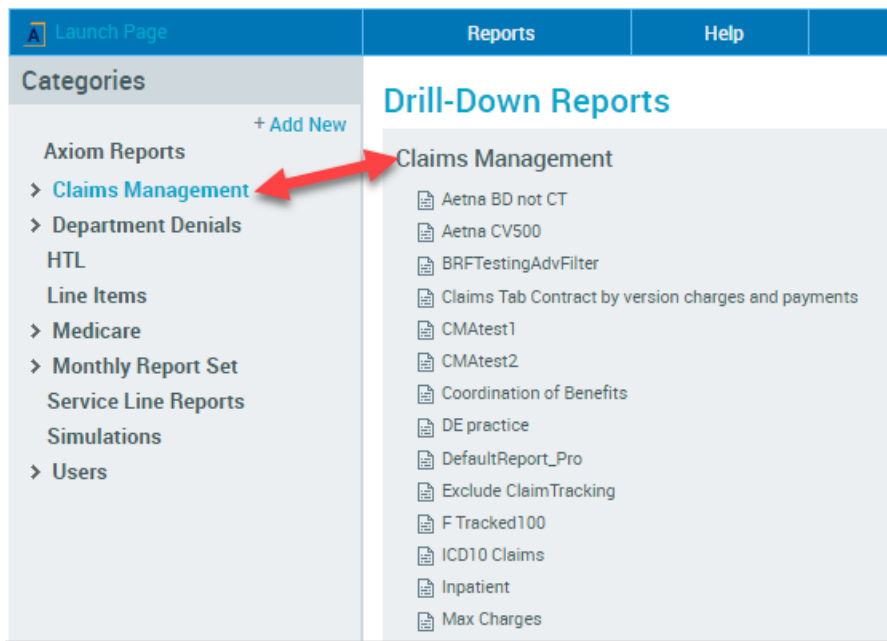 A Launch Page
Reports
Help
Categories
+ Add New
Axiom Reports
> Claims Management
> Department Denials
HTL
Line Items
> Medicare
> Monthly Report Set
Service Line Reports
Simulations
> Users
Drill-Down Reports
Claims Management
Aetna BD not CT
Aetna CV500
BRFTestingAdvFilter
Claims Tab Contract by version charges and payments
CMAtest1
CMAtest2
Coordination of Benefits
DE practice
DefaultReport_Pro
Exclude ClaimTracking
F Tracked100
ICD10 Claims
Inpatient
Max Charges